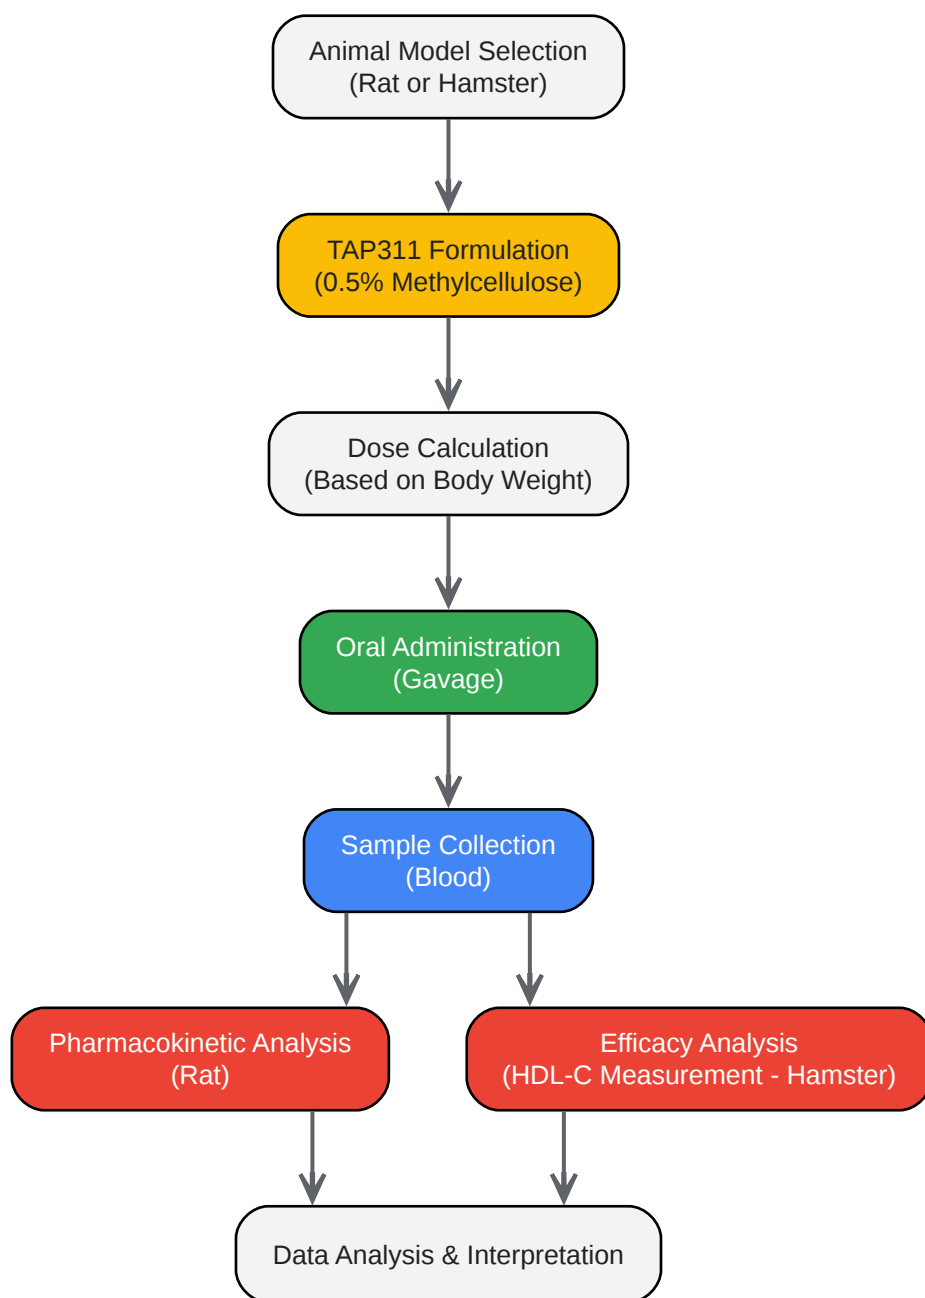 Animal Model Selection
(Rat or Hamster)
TAP311 Formulation
(0.5% Methylcellulose)
Dose Calculation
(Based on Body Weight)
Oral Administration
(Gavage)
Sample Collection
(Blood)
Pharmacokinetic Analysis
(Rat)
Efficacy Analysis
(HDL-C Measurement - Hamster)
Data Analysis & Interpretation